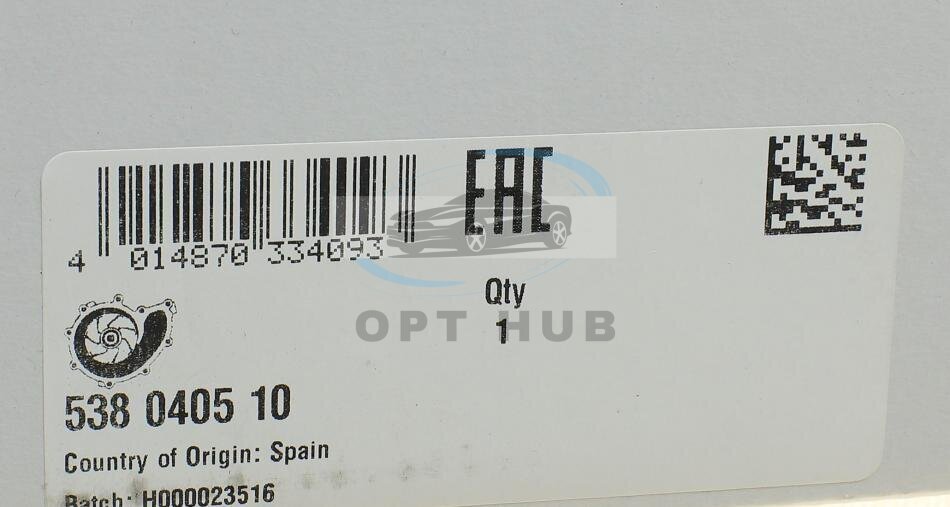 EAC
4 014870 334093
Qty
OPT HUB
1
538 0405 10
Country of Origin: Spain
Batch: H000023516